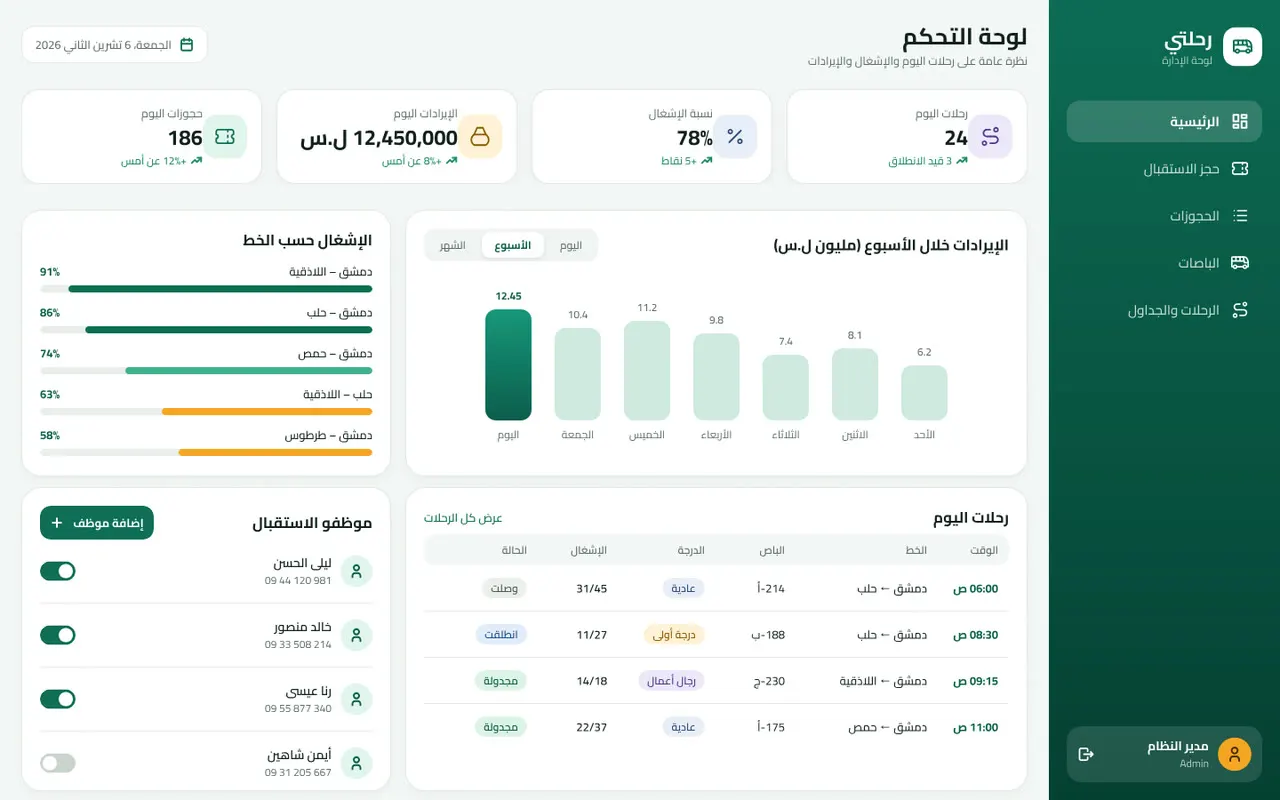 رحلتي
لوحة الإدارة
الرئيسية
حجز الاستقبال
الحجوزات
الباصات
الرحلات والجداول
مدير النظام
Admin
لوحة التحكم
نظرة عامة على رحلات اليوم والإشغال والإيرادات
الجمعة، 6 تشرين الثاني 2026
رحلات اليوم
24
3 قيد الانطلاق
نسبة الإشغال
78%
+5 نقاط
الإيرادات اليوم
12,450,000 ل.س
+8% عن أمس
حجوزات اليوم
186
+12% عن أمس
الإيرادات خلال الأسبوع (مليون ل.س)
اليوم الأسبوع الشهر
6.2 8.1 7.4 9.8 11.2 10.4 12.45
الأحد الاثنين الثلاثاء الأربعاء الخميس الجمعة اليوم
الإشغال حسب الخط
دمشق – اللاذقية 91%
دمشق – حلب 86%
دمشق – حمص 74%
حلب – اللاذقية 63%
دمشق – طرطوس 58%
رحلات اليوم
عرض كل الرحلات
الوقت الخط الباص الدرجة الإشغال الحالة
06:00 ص دمشق ← حلب 214-أ عادية 31/45 وصلت
08:30 ص دمشق ← حلب 188-ب درجة أولى 11/27 انطلقت
09:15 ص دمشق ← اللاذقية 230-ج رجال أعمال 14/18 مجدولة
11:00 ص دمشق ← حمص 175-أ عادية 22/37 مجدولة
موظفو الاستقبال
إضافة موظف +
ليلى الحسن
09 44 120 981
خالد منصور
09 33 508 214
رنا عيسى
09 55 877 340
أيمن شاهين
09 31 205 667